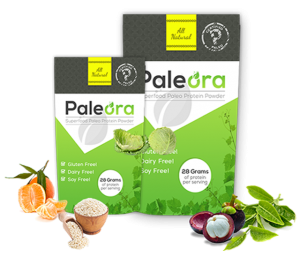 All
Natural
Paleora
Superfood Paleo Protein Powder
Gluten Free!
Dairy Free!
Soy Free!
28 Grams
of protein
per serving
All
Natural
Paleora
Superfood Paleo Protein Powder
Dairy Free!
Soy Free!
28 Grams
of protein
per serving